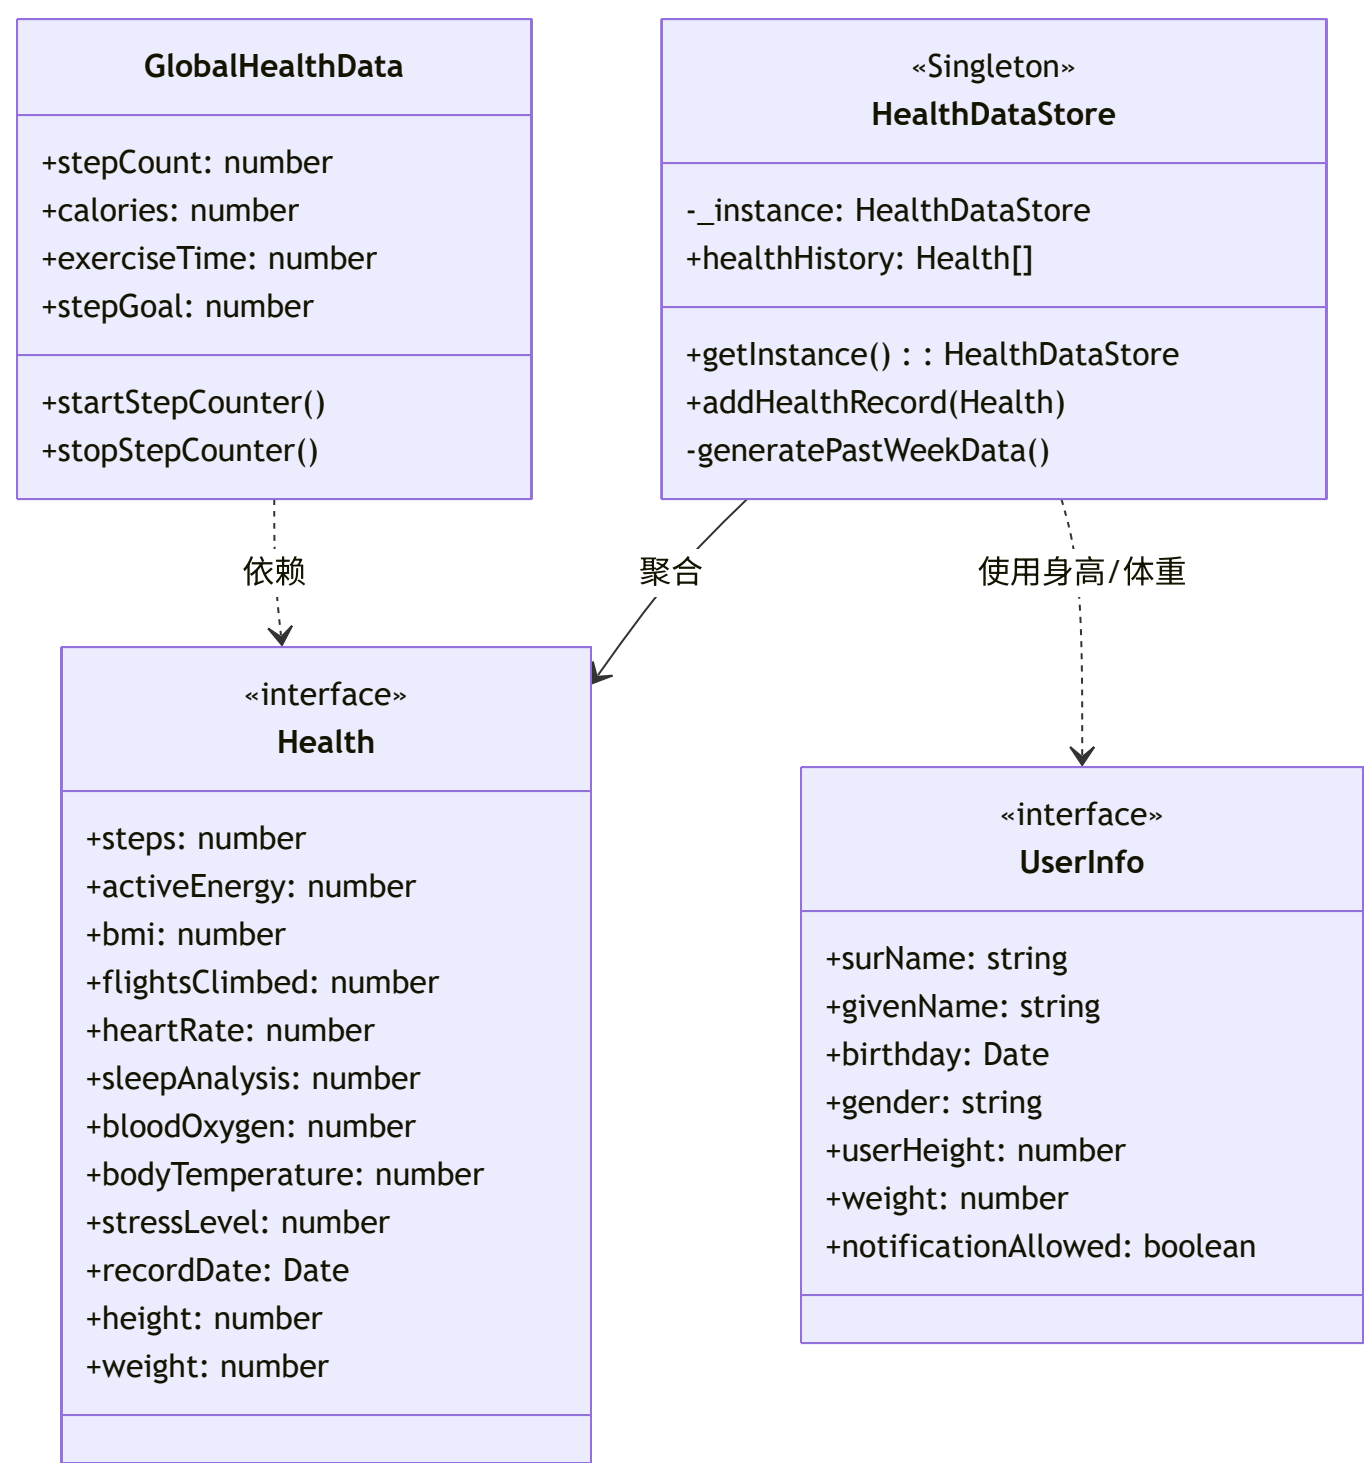 GlobalHealthData
+stepCount: number
+calories: number
+exerciseTime: number
+stepGoal: number
+startStepCounter()
+stopStepCounter()
«Singleton»
HealthDataStore
-_instance: HealthDataStore
+healthHistory: Health[]
+getInstance() : : HealthDataStore
+addHealthRecord(Health)
-generatePastWeekData()
依赖
聚合
使用身高/体重
«interface»
Health
+steps: number
+activeEnergy: number
+bmi: number
+flightsClimbed: number
+heartRate: number
+sleepAnalysis: number
+bloodOxygen: number
+bodyTemperature: number
+stressLevel: number
+recordDate: Date
+height: number
+weight: number
«interface»
UserInfo
+surName: string
+givenName: string
+birthday: Date
+gender: string
+userHeight: number
+weight: number
+notificationAllowed: boolean